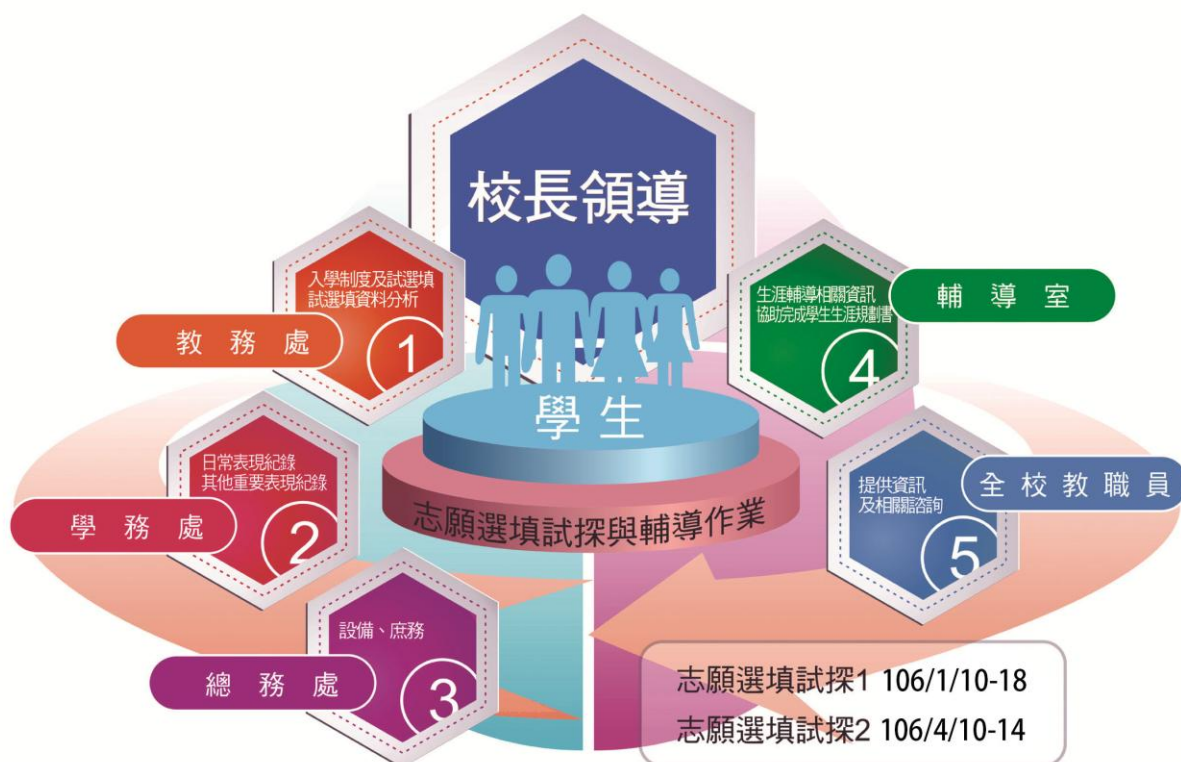 校長領導
入學制度及試選填
試選填資料分析
1
教務處
日常表現紀錄
其他重要表現紀錄
2
學務處
設備、庶務
3
總務處
生涯輔導相關資訊
協助完成學生生涯規劃書
4
輔導室
提供資訊
及相關諮詢
5
全校教職員
學生
志願選填試探與輔導作業
志願選填試探1 106/1/10-18
志願選填試探2 106/4/10-14